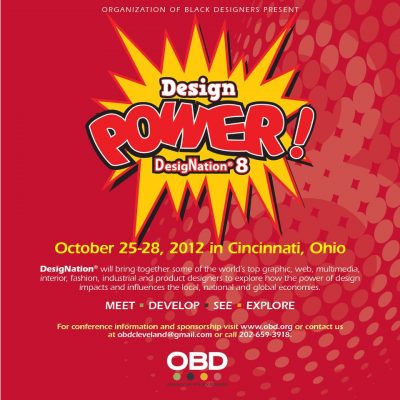 ORGANIZATION OF BLACK DESIGNERS PRESENT
Design
POWER!
DesigNation® 8
October 25-28, 2012 in Cincinnati, Ohio
DesigNation® will bring together some of the world's top graphic, web, multimedia,
interior, fashion, industrial and product designers to explore how the power of design
impacts and influences the local, national and global economies.
MEET ▪ DEVELOP ▪ SEE ▪ EXPLORE
For conference information and sponsorship visit www.obd.org or contact us
at obdcleveland@gmail.com or call 202-659-3918.
OBD